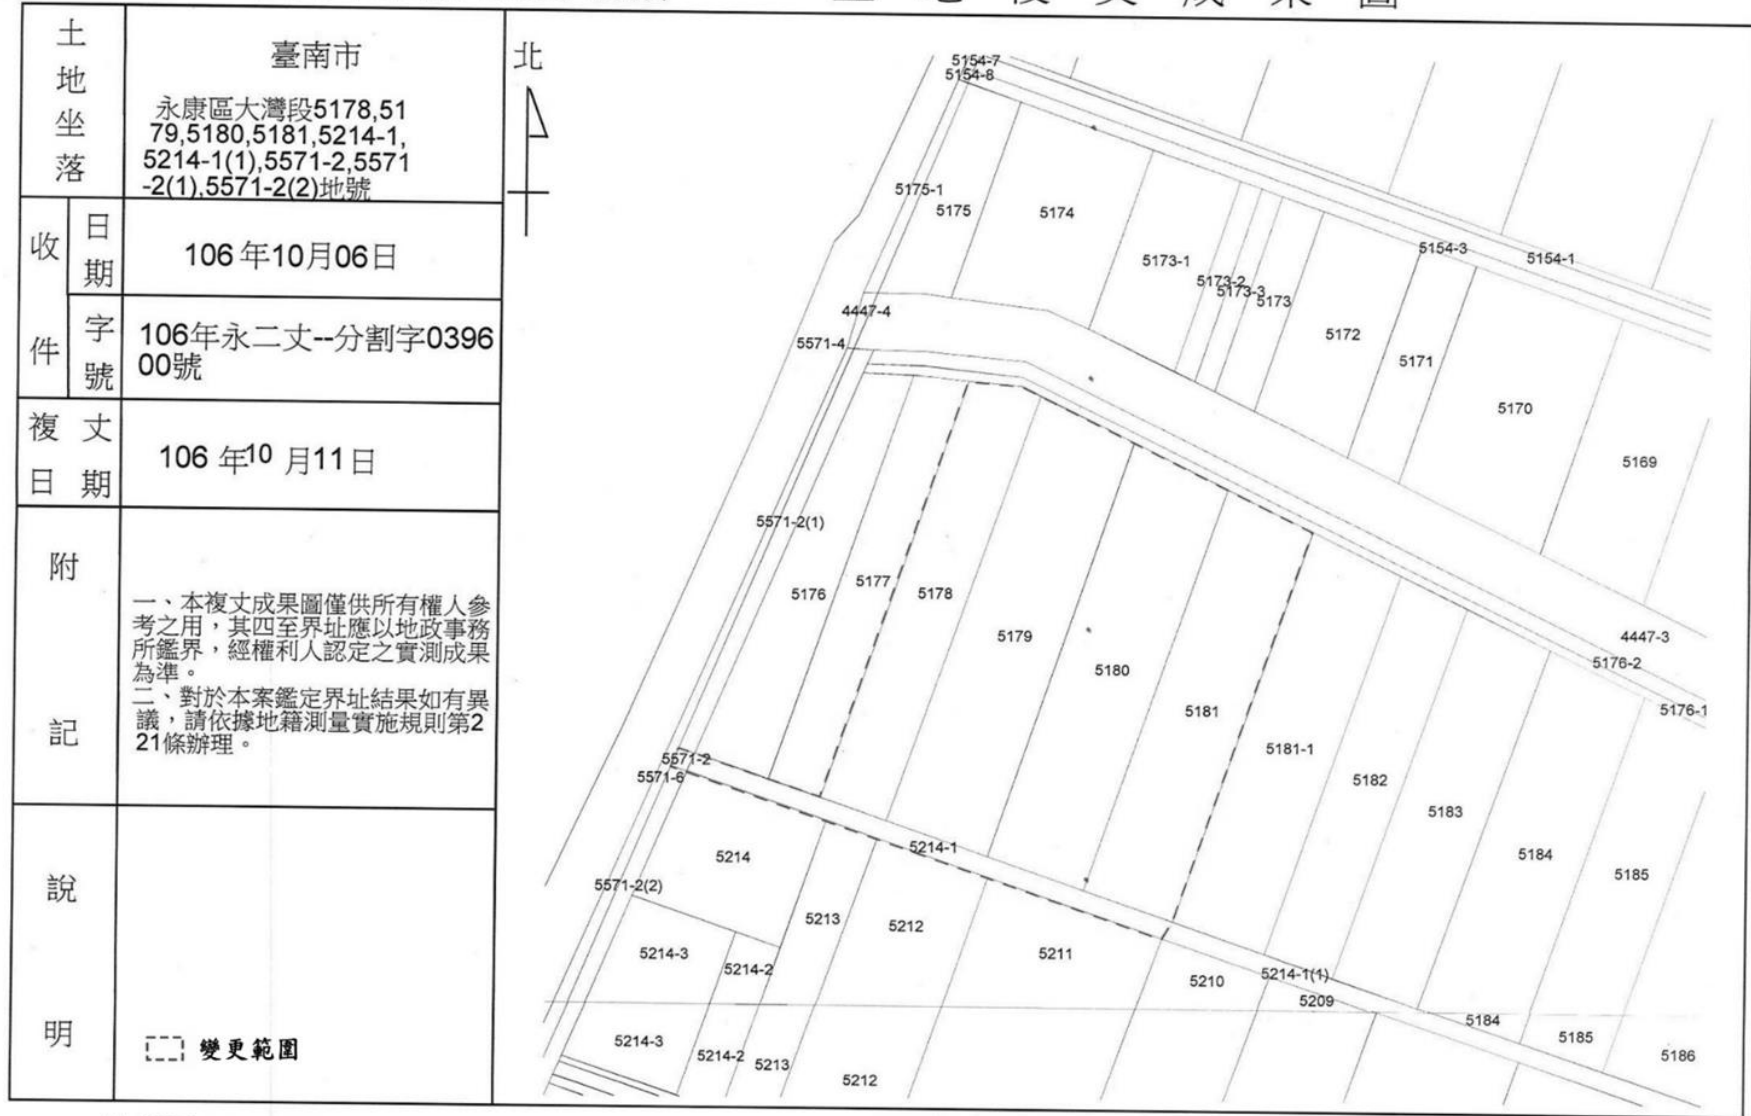 土地複丈成果圖
土地坐落
臺南市
永康區大灣段5178,51
79,5180,5181,5214-1,
5214-1(1),5571-2,5571
-2(1),5571-2(2)地號
收件
日期
106年10月06日
字號
106年永二丈--分割字0396
00號
複丈
日期
106年10月11日
附記
一、本複丈成果圖僅供所有權人參
考之用，其四至界址應以地政事務
所鑑界，經權利人認定之實測成果
為準。
二、對於本案鑑定界址結果如有異
議，請依據地籍測量實施規則第2
21條辦理。
說明
變更範圍
北
5154-7
5154-8
5175-1
5175
5174
5173-1
5173-2
5173-3
5173
5154-3
5154-1
4447-4
5571-4
5172
5171
5170
5169
5571-2(1)
5176
5177
5178
5179
5180
5181
5181-1
4447-3
5176-2
5176-1
5182
5183
5184
5185
5571-2
5571-6
5214
5214-1
5571-2(2)
5213
5212
5211
5214-3
5214-2
5210
5214-1(1)
5209
5184
5185
5186
5214-3
5214-2
5213
5212